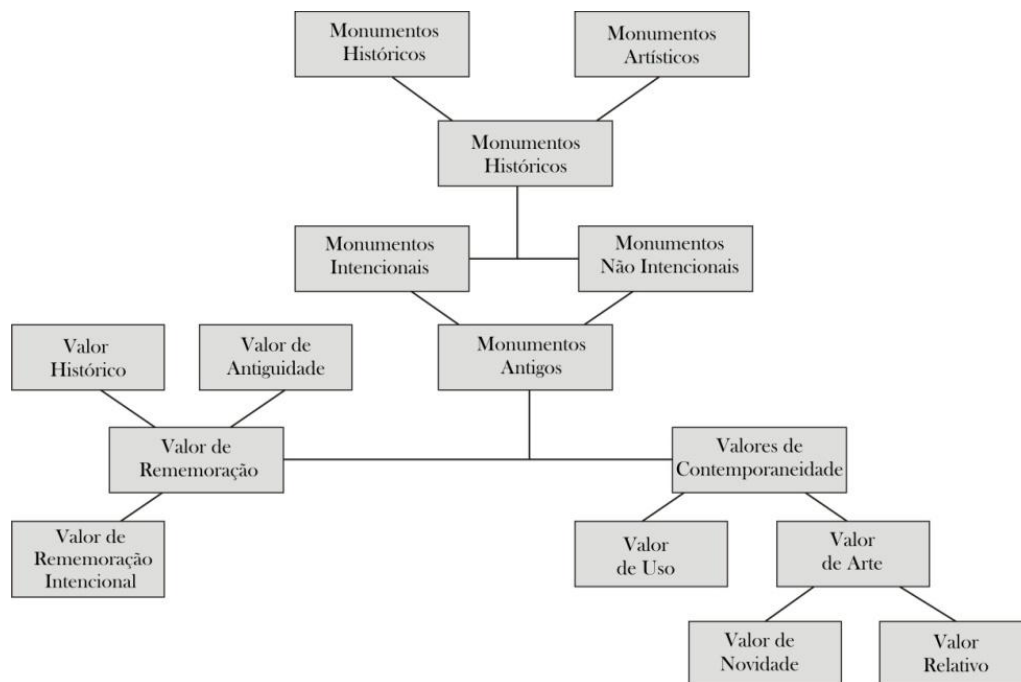 Monumentos
Históricos
Monumentos
Artísticos
Monumentos
Históricos
Monumentos
Intencionais
Monumentos
Não Intencionais
Monumentos
Antigos
Valor
Histórico
Valor de
Antiguidade
Valor de
Rememoração
Valores de
Contemporaneidade
Valor de
Rememoração
Intencional
Valor
de Uso
Valor
de Arte
Valor de
Novidade
Valor
Relativo